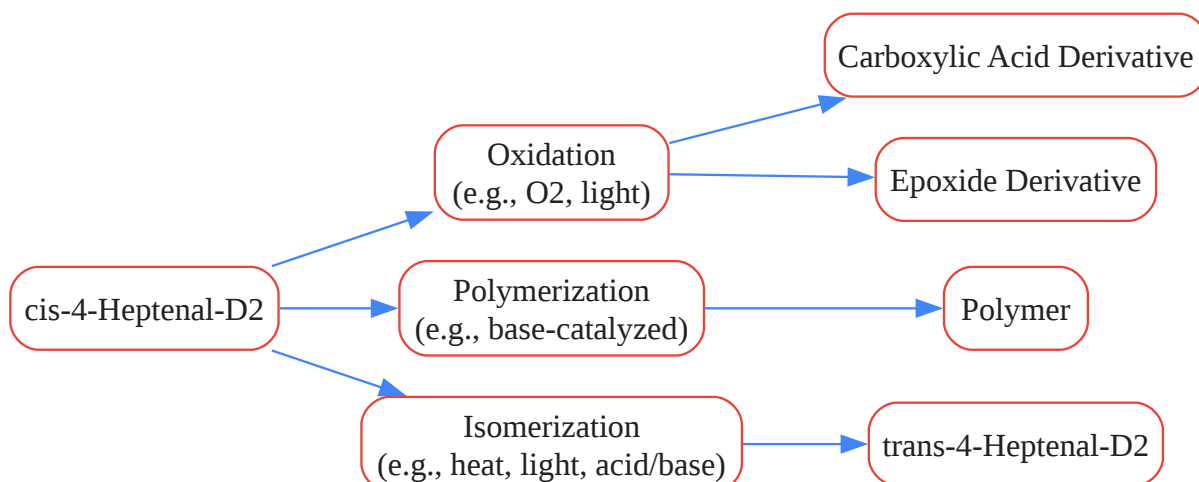 cis-4-Heptenal-D2
Oxidation
(e.g., O2, light)
Carboxylic Acid Derivative
Epoxide Derivative
Polymerization
(e.g., base-catalyzed)
Polymer
Isomerization
(e.g., heat, light, acid/base)
trans-4-Heptenal-D2